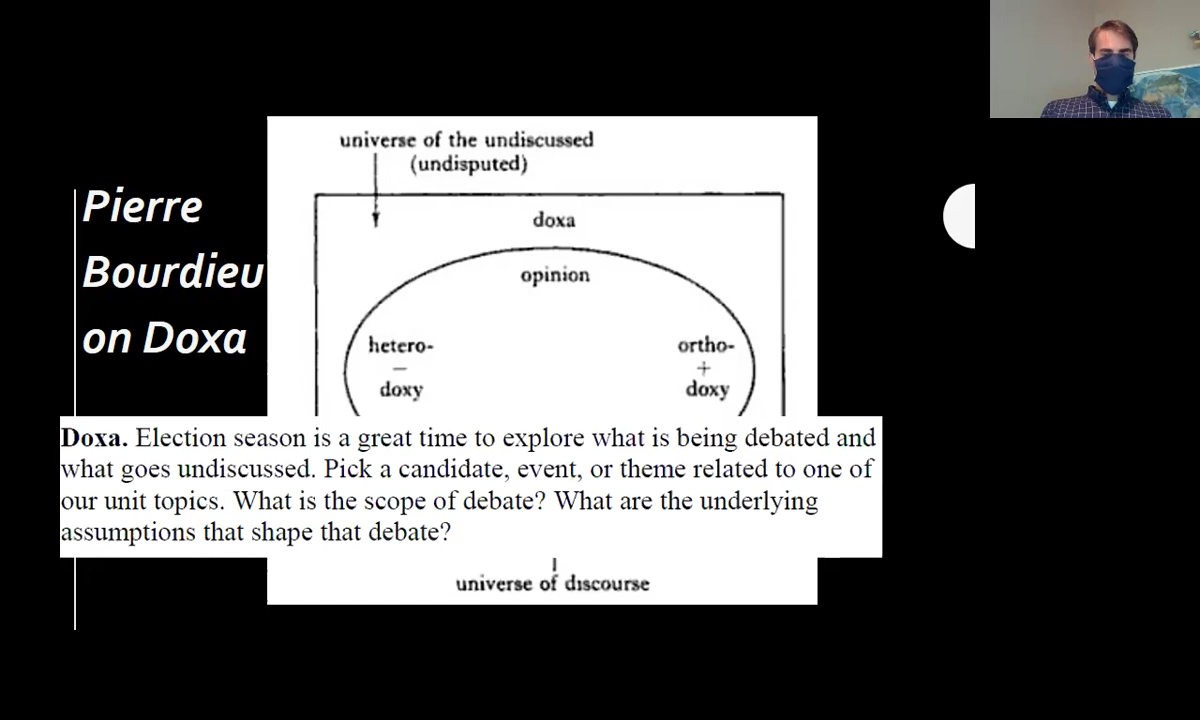 Pierre
Bourdieu
on Doxa
universe of the undiscussed
(undisputed)
doxa
opinion
hetero-
−
doxy
ortho-
+
doxy
Doxa. Election season is a great time to explore what is being debated and
what goes undiscussed. Pick a candidate, event, or theme related to one of
our unit topics. What is the scope of debate? What are the underlying
assumptions that shape that debate?
universe of discourse